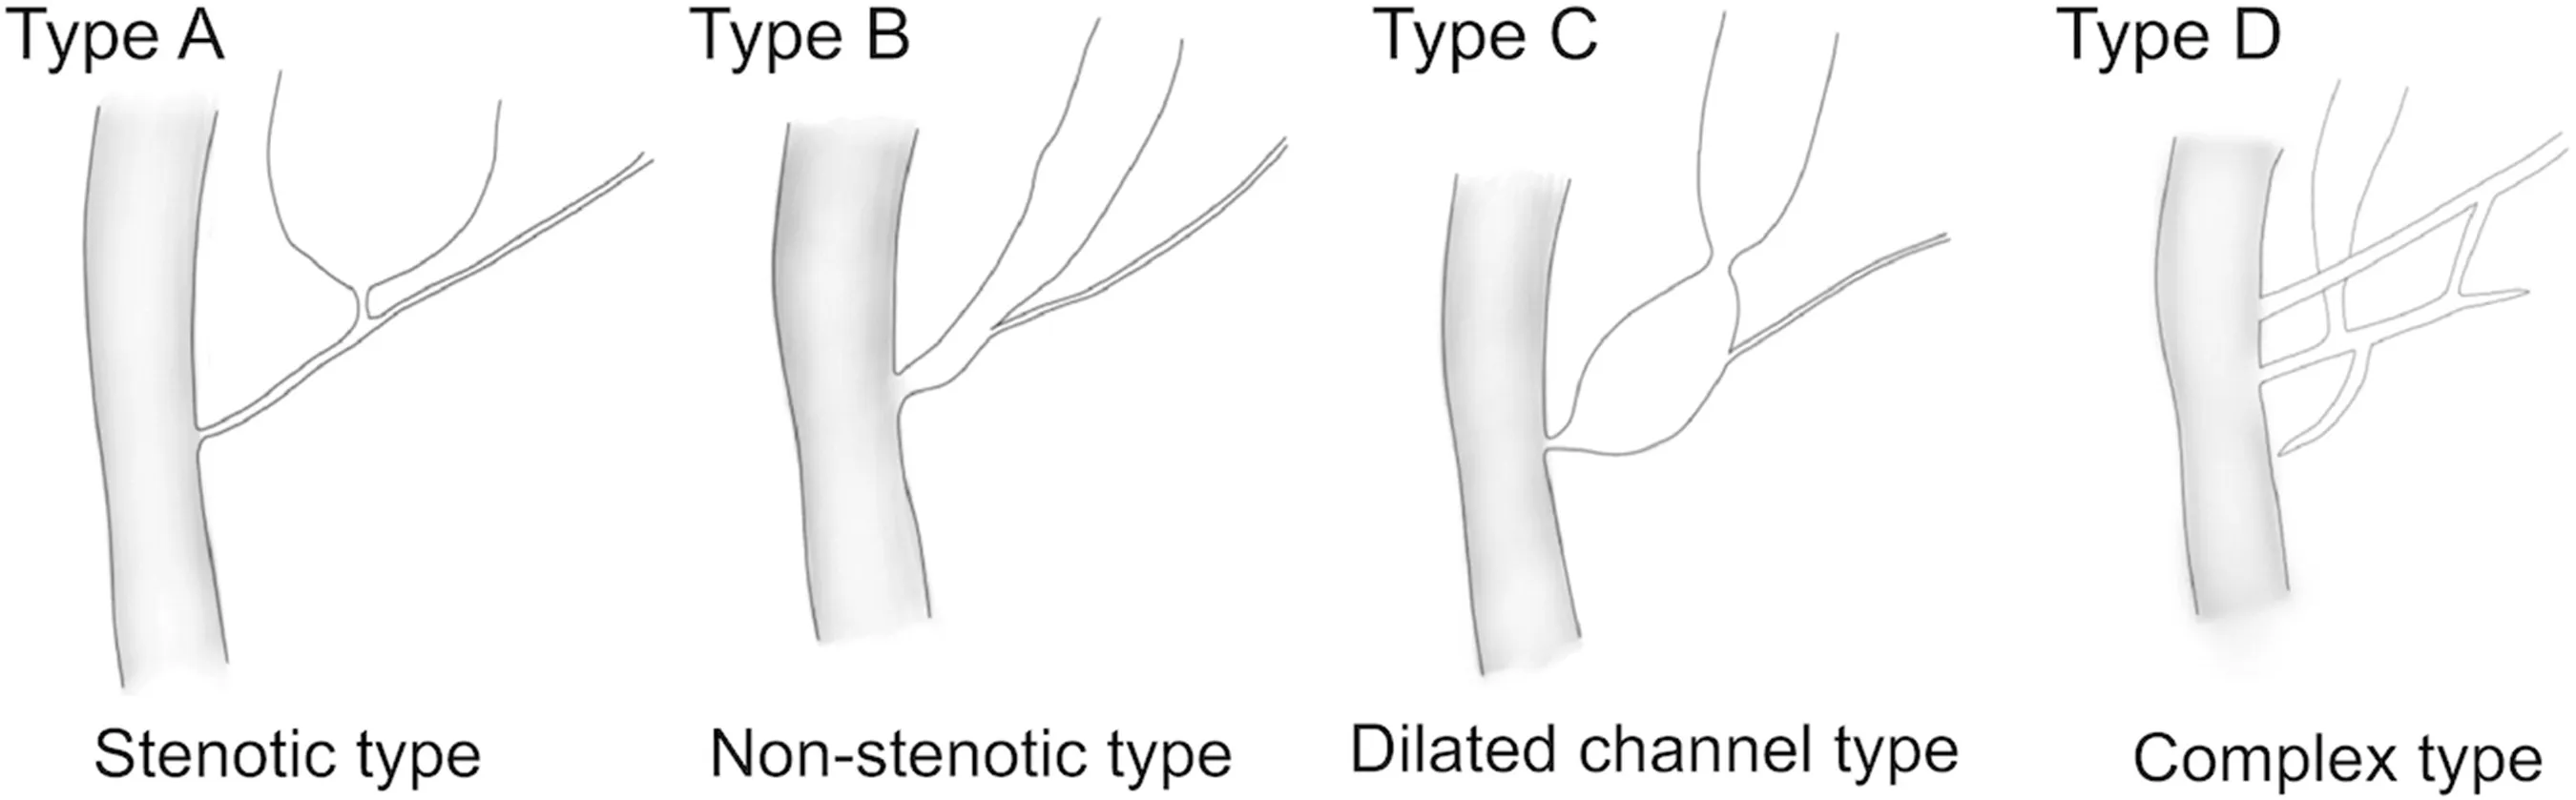 Type A
Type B
Type C
Type D
Stenotic type
Non-stenotic type
Dilated channel type
Complex type